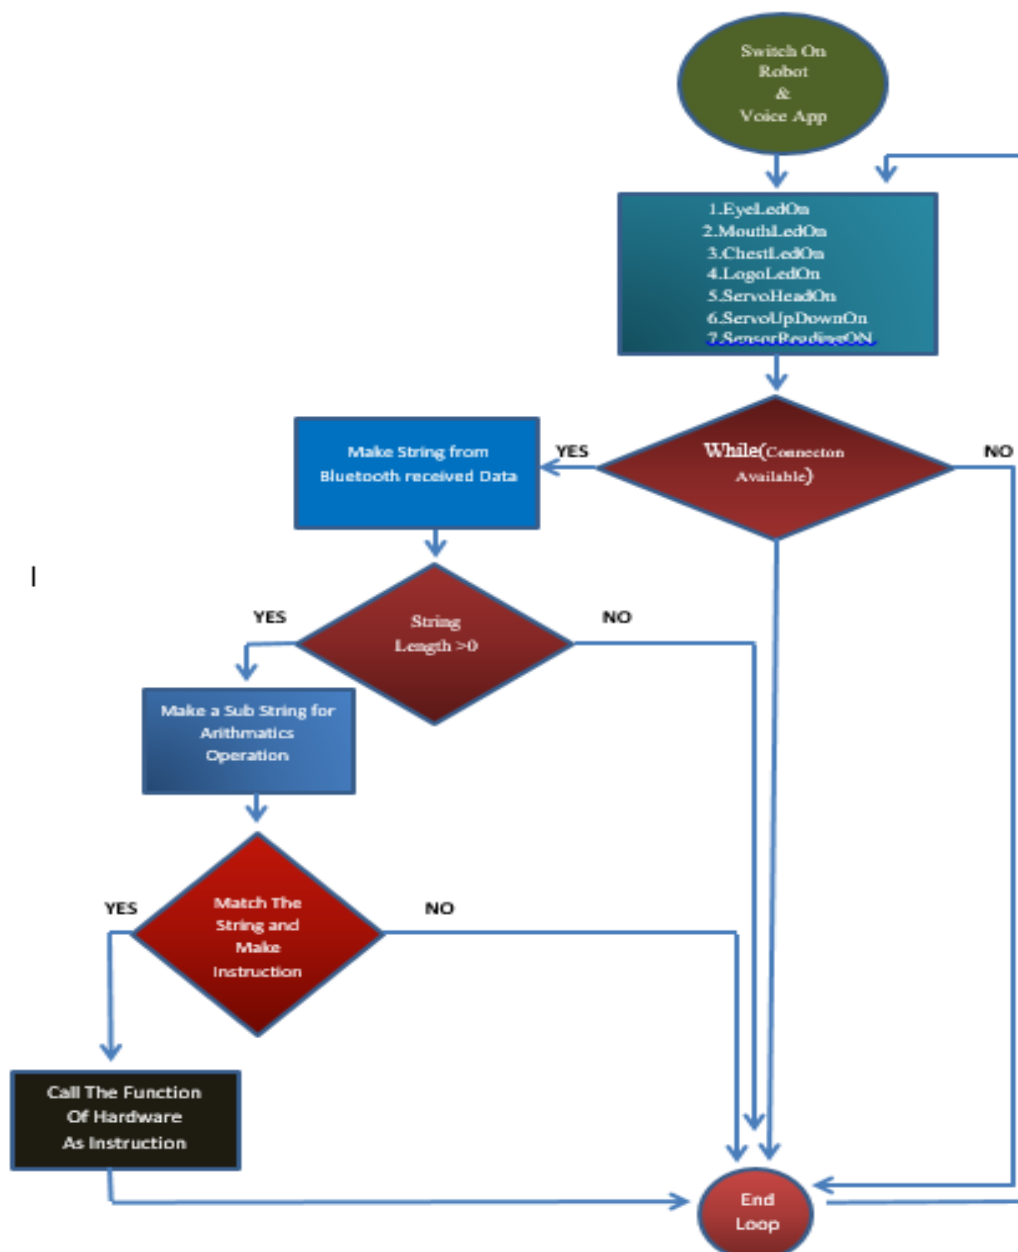 Switch On
Robot
&
Voice App
1.EyeLedOn
2.MouthLedOn
3.ChestLedOn
4.LogoLedOn
5.ServoHeadOn
6.ServoUpDownOn
7.SensorReadingON
While(Connecton
Available)
YES
NO
Make String from
Bluetooth received Data
String
Length >0
YES
NO
Make a Sub String for
Arithmatics
Operation
Match The
String and
Make
Instruction
YES
NO
Call The Function
Of Hardware
As Instruction
End
Loop